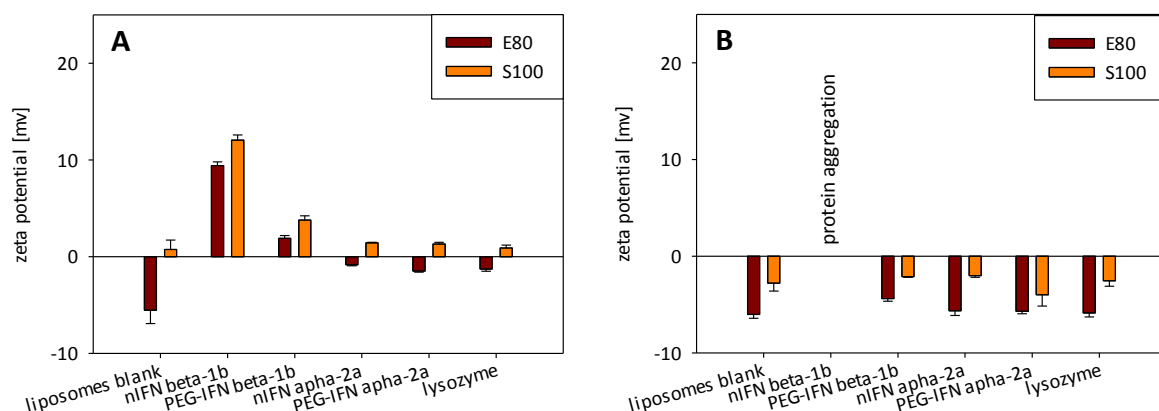 A
E80
S100
20
10
0
-10
zeta potential [mv]
liposomes blank
nIFN beta-1b
PEG-IFN beta-1b
nIFN apha-2a
PEG-IFN apha-2a
lysozyme
B
E80
S100
20
10
0
-10
zeta potential [mv]
protein aggregation
liposomes blank
nIFN beta-1b
PEG-IFN beta-1b
nIFN apha-2a
PEG-IFN apha-2a
lysozyme